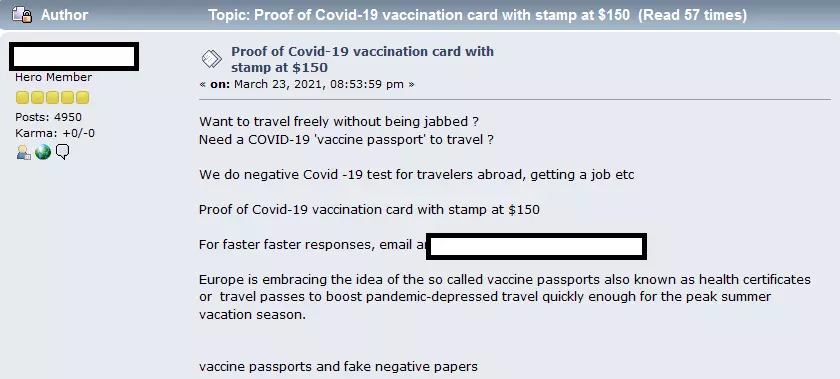 Author Topic: Proof of Covid-19 vaccination card with stamp at $150 (Read 57 times)
Hero Member
Posts: 4950
Karma: +0/-0
Proof of Covid-19 vaccination card with
stamp at $150
« on: March 23, 2021, 08:53:59 pm »
Want to travel freely without being jabbed ?
Need a COVID-19 'vaccine passport' to travel ?
We do negative Covid -19 test for travelers abroad, getting a job etc
Proof of Covid-19 vaccination card with stamp at $150
For faster faster responses, email a
Europe is embracing the idea of the so called vaccine passports also known as health certificates
or travel passes to boost pandemic-depressed travel quickly enough for the peak summer
vacation season.
vaccine passports and fake negative papers